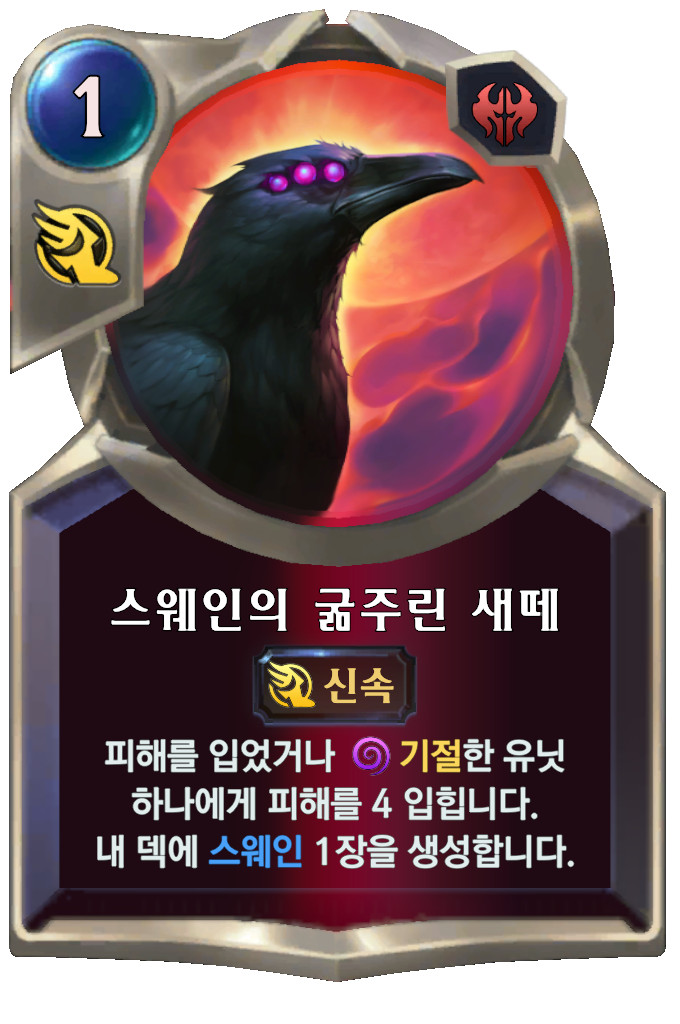 1
스웨인의 굶주린 새떼
신속
피해를 입었거나 기절한 유닛
하나에게 피해를 4 입힙니다.
내 덱에 스웨인 1장을 생성합니다.